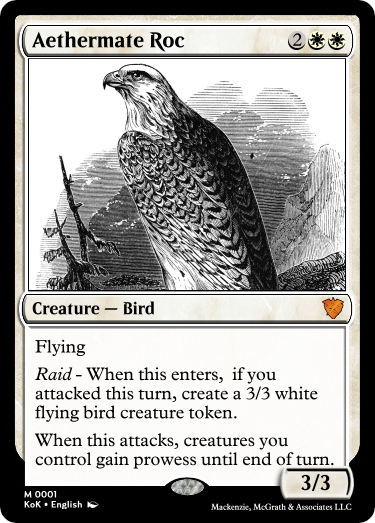 Aethermate Roc 2
Creature — Bird
Flying
Raid - When this enters,  if you
attacked this turn, create a 3/3 white
flying bird creature token.
When this attacks, creatures you
control gain prowess until end of turn.
3/3
M 0001
KoK • English
Mackenzie, McGrath & Associates LLC